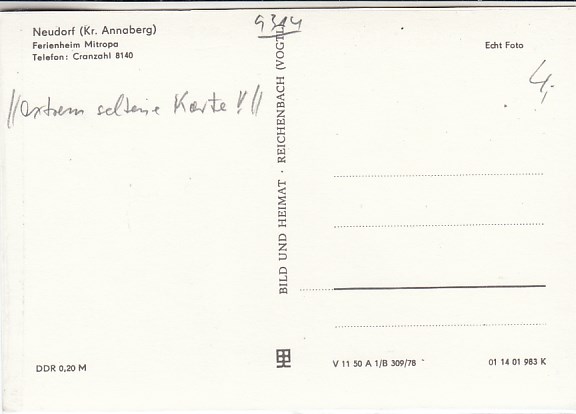 Neudorf (Kr. Annaberg)
Ferienheim Mitropa
Telefon: Cranzahl 8140
//extrem seltene Karte!!//
9314
BILD UND HEIMAT · REICHENBACH (VOGTL
Echt Foto
4,-
DDR 0,20 M
V 11 50 A 1/B 309/78
01 14 01 983 K